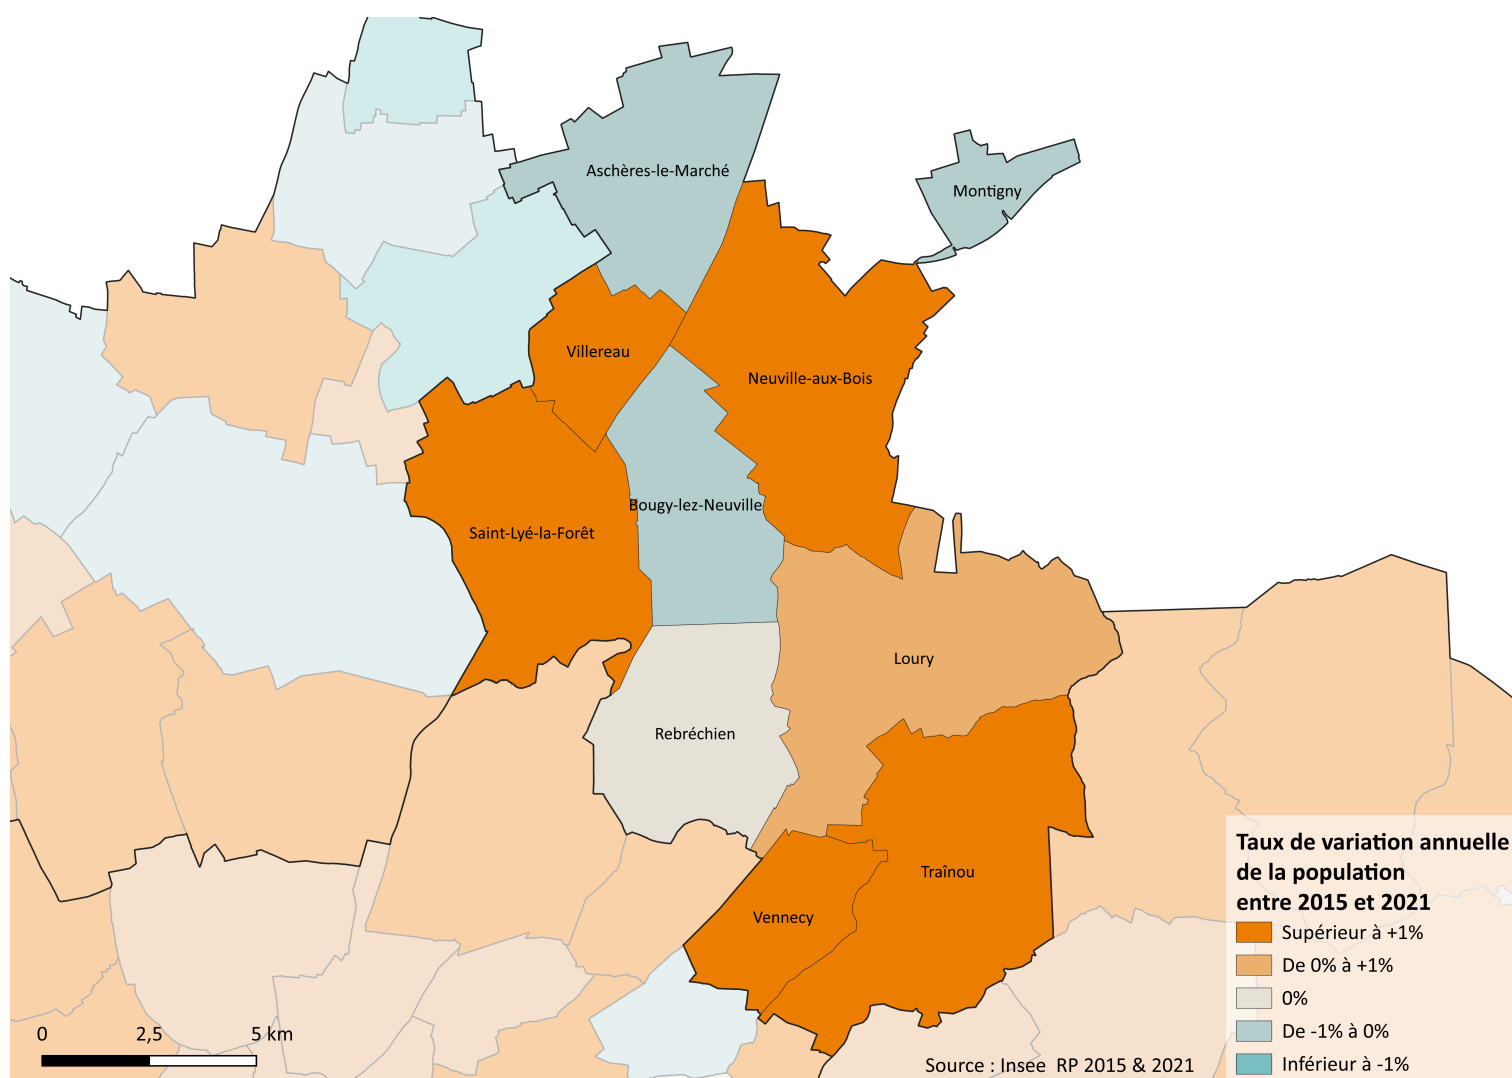 Aschères-le-Marché
Montigny
Villereau
Neuville-aux-Bois
Bougy-lez-Neuville
Saint-Lyé-la-Forêt
Loury
Rebréchien
Traînou
Vennecy
Taux de variation annuelle
de la population
entre 2015 et 2021
Supérieur à +1%
De 0% à +1%
0%
De -1% à 0%
Inférieur à -1%
0 2,5 5 km
Source : Insee RP 2015 & 2021